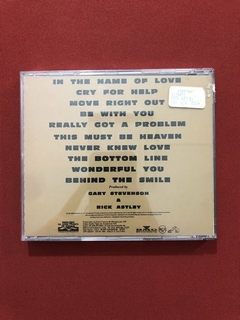 IN THE NAME OF LOVE
CRY FOR HELP
MOVE RIGHT OUT
BE WITH YOU
REALLY GOT A PROBLEM
THIS MUST BE HEAVEN
NEVER KNEW LOVE
THE BOTTOM LINE
WONDERFUL YOU
BEHIND THE SMILE
Produced by
GARY STEVENSON
&
RICK ASTLEY